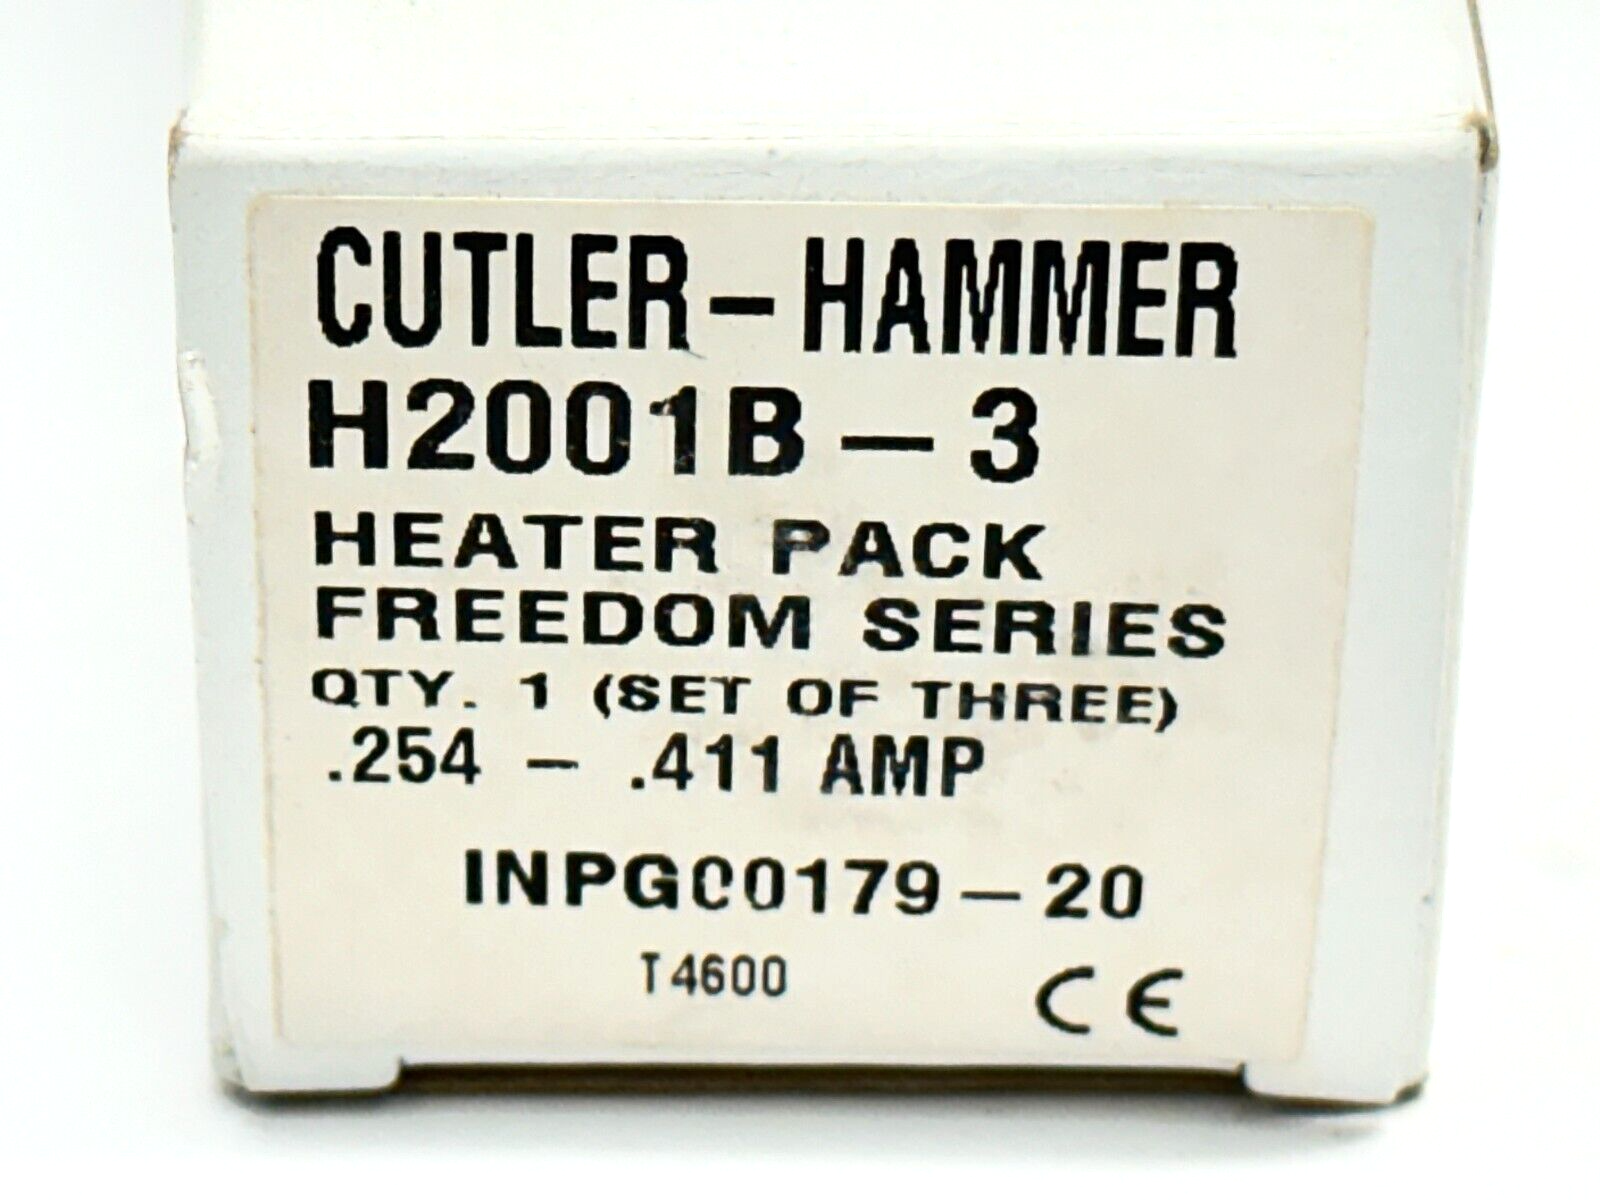 CUTLER-HAMMER
H2001B-3
HEATER PACK
FREEDOM SERIES
QTY. 1 (SET OF THREE)
.254 - .411 AMP
INPG00179-20
T4600
CE